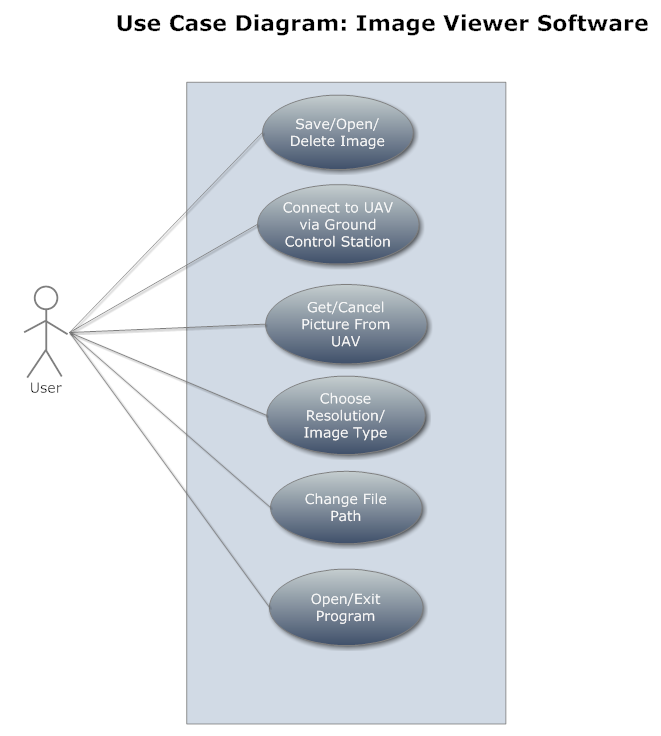 Use Case Diagram: Image Viewer Software
Save/Open/
Delete Image
Connect to UAV
via Ground
Control Station
Get/Cancel
Picture From
UAV
User
Choose
Resolution/
Image Type
Change File
Path
Open/Exit
Program